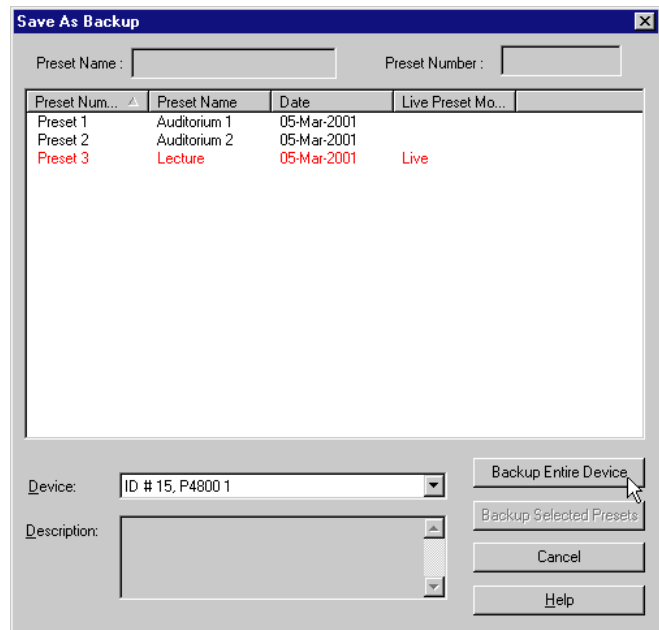 Save As Backup
Preset Name :
Preset Number :
Preset Num... Preset Name Date Live Preset Mo...
Preset 1 Auditorium 1 05-Mar-2001
Preset 2 Auditorium 2 05-Mar-2001
Preset 3 Lecture 05-Mar-2001 Live
Device: ID # 15, P4800 1
Backup Entire Device
Backup Selected Presets
Description:
Cancel
Help